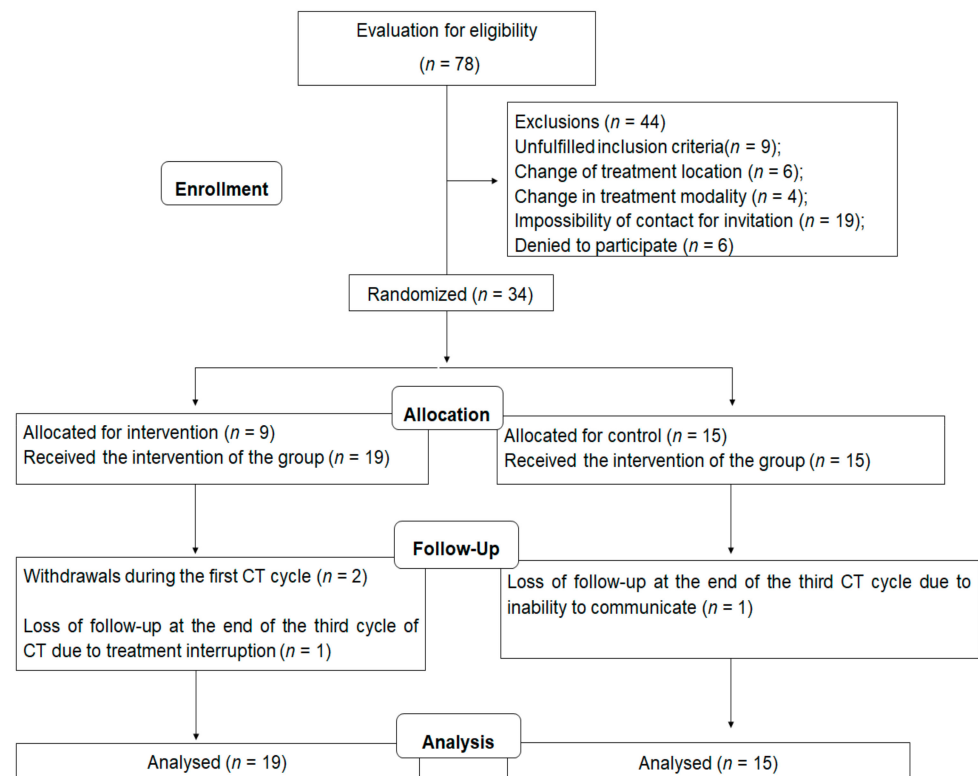 Evaluation for eligibility
(n = 78)
Exclusions (n = 44)
Unfulfilled inclusion criteria(n = 9);
Change of treatment location (n = 6);
Change in treatment modality (n = 4);
Impossibility of contact for invitation (n = 19);
Denied to participate (n = 6)
Enrollment
Randomized (n = 34)
Allocation
Allocated for intervention (n = 9)
Received the intervention of the group (n = 19)
Allocated for control (n = 15)
Received the intervention of the group (n = 15)
Follow-Up
Withdrawals during the first CT cycle (n = 2)
Loss of follow-up at the end of the third cycle of
CT due to treatment interruption (n = 1)
Loss of follow-up at the end of the third CT cycle due to
inability to communicate (n = 1)
Analysis
Analysed (n = 19)
Analysed (n = 15)